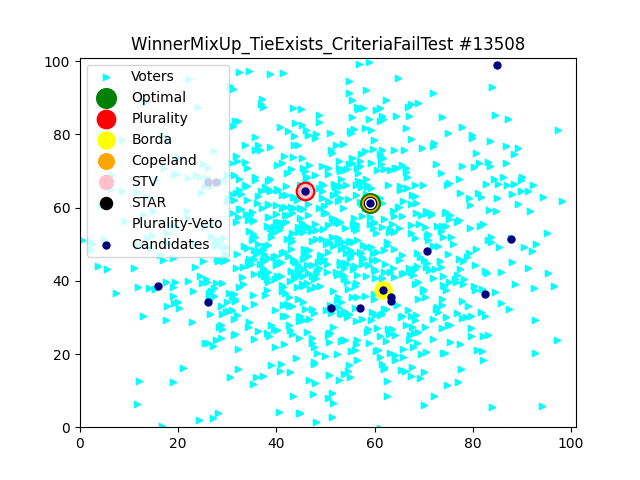 WinnerMixUp_TieExists_CriteriaFailTest #13508
100
80
60
40
20
0
Voters
Optimal
Plurality
Borda
Copeland
STV
STAR
Plurality-Veto
Candidates
0 20 40 60 80 100